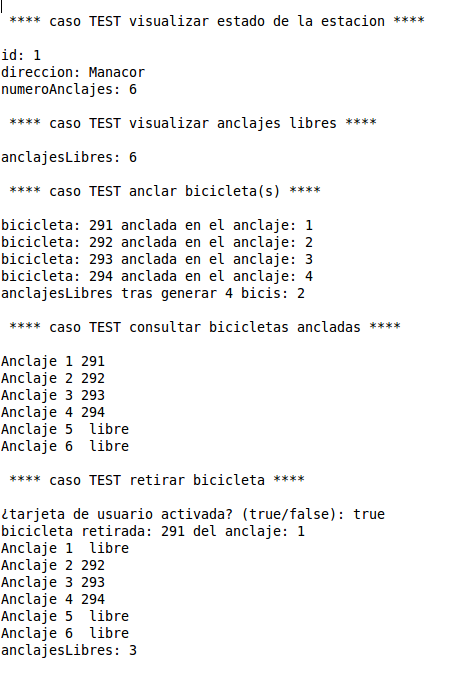 **** caso TEST visualizar estado de la estacion ****
id: 1
direccion: Manacor
numeroAnclajes: 6
**** caso TEST visualizar anclajes libres ****
anclajesLibres: 6
**** caso TEST anclar bicicleta(s) ****
bicicleta: 291 anclada en el anclaje: 1
bicicleta: 292 anclada en el anclaje: 2
bicicleta: 293 anclada en el anclaje: 3
bicicleta: 294 anclada en el anclaje: 4
anclajesLibres tras generar 4 bicis: 2
**** caso TEST consultar bicicletas ancladas ****
Anclaje 1 291
Anclaje 2 292
Anclaje 3 293
Anclaje 4 294
Anclaje 5  libre
Anclaje 6  libre
**** caso TEST retirar bicicleta ****
¿tarjeta de usuario activada? (true/false): true
bicicleta retirada: 291 del anclaje: 1
Anclaje 1  libre
Anclaje 2 292
Anclaje 3 293
Anclaje 4 294
Anclaje 5  libre
Anclaje 6  libre
anclajesLibres: 3